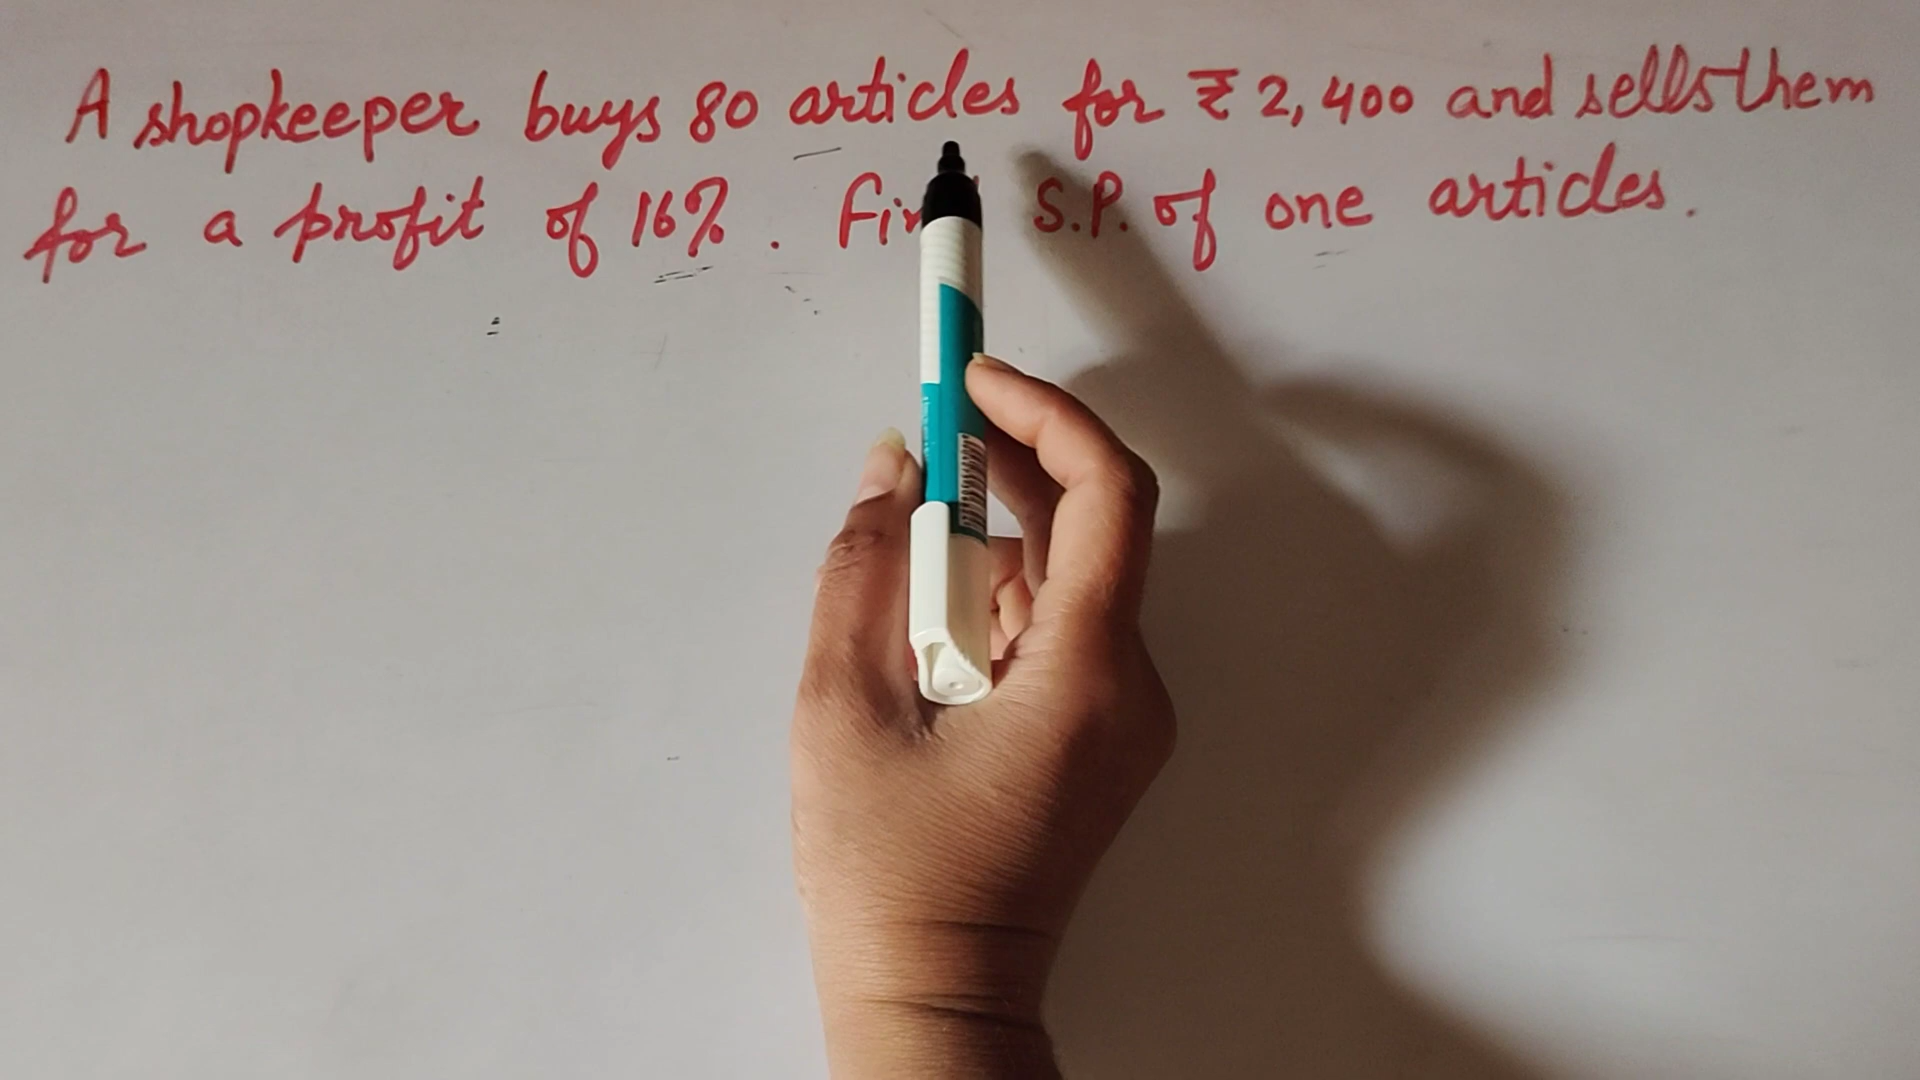 A shopkeeper buys 80 articles for ₹ 2,400 and sells them
for a profit of 16%. S.P. of one articles.